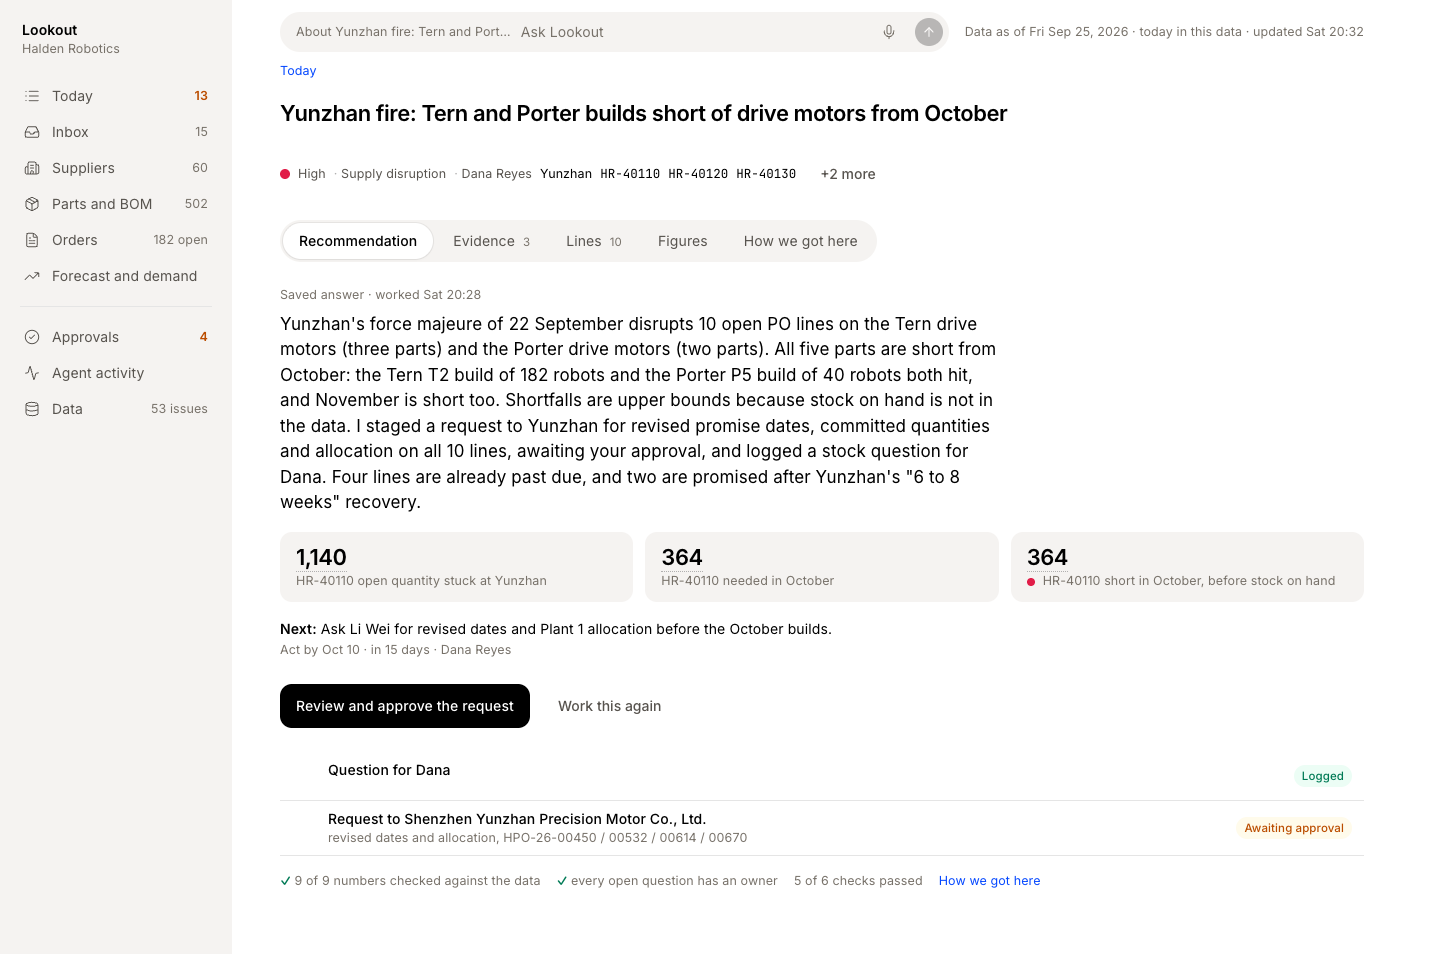 Lookout
Halden Robotics
Today 13
Inbox 15
Suppliers 60
Parts and BOM 502
Orders 182 open
Forecast and demand
Approvals 4
Agent activity
Data 53 issues
About Yunzhan fire: Tern and Port... Ask Lookout
Data as of Fri Sep 25, 2026 · today in this data · updated Sat 20:32
Today
Yunzhan fire: Tern and Porter builds short of drive motors from October
High · Supply disruption · Dana Reyes Yunzhan HR-40110 HR-40120 HR-40130 +2 more
Recommendation Evidence 3 Lines 10 Figures How we got here
Saved answer · worked Sat 20:28
Yunzhan's force majeure of 22 September disrupts 10 open PO lines on the Tern drive
motors (three parts) and the Porter drive motors (two parts). All five parts are short from
October: the Tern T2 build of 182 robots and the Porter P5 build of 40 robots both hit,
and November is short too. Shortfalls are upper bounds because stock on hand is not in
the data. I staged a request to Yunzhan for revised promise dates, committed quantities
and allocation on all 10 lines, awaiting your approval, and logged a stock question for
Dana. Four lines are already past due, and two are promised after Yunzhan's "6 to 8
weeks" recovery.
1,140
HR-40110 open quantity stuck at Yunzhan
364
HR-40110 needed in October
364
HR-40110 short in October, before stock on hand
Next: Ask Li Wei for revised dates and Plant 1 allocation before the October builds.
Act by Oct 10 · in 15 days · Dana Reyes
Review and approve the request Work this again
Question for Dana Logged
Request to Shenzhen Yunzhan Precision Motor Co., Ltd.
revised dates and allocation, HPO-26-00450 / 00532 / 00614 / 00670
Awaiting approval
9 of 9 numbers checked against the data every open question has an owner 5 of 6 checks passed How we got here